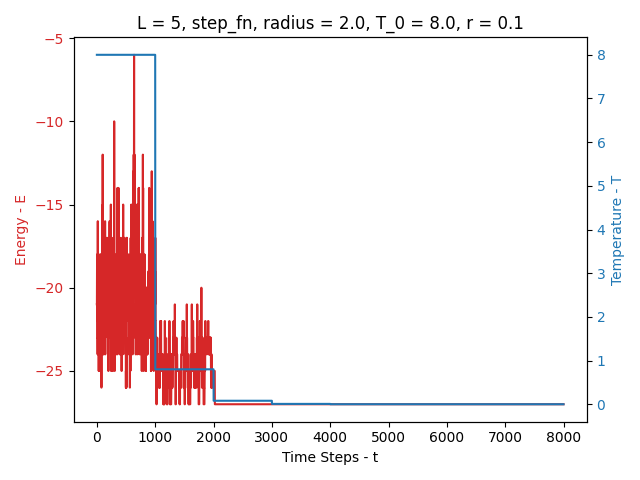 L = 5, step_fn, radius = 2.0, T_0 = 8.0, r = 0.1
−5
−10
−15
−20
−25
Energy - E
8
7
6
5
4
3
2
1
0
Temperature - T
0 1000 2000 3000 4000 5000 6000 7000 8000
Time Steps - t